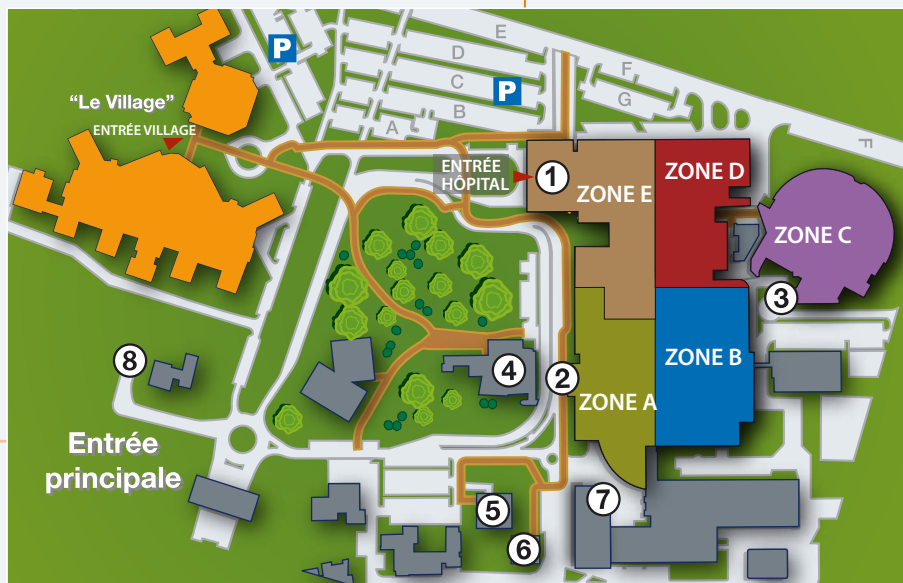 E
D
C
B
A
P
P
F
G
F
“Le Village”
ENTRÉE VILLAGE
ENTRÉE
HÔPITAL
1
ZONE E
ZONE D
ZONE C
3
ZONE B
ZONE A
2
4
8
Entrée
principale
5
6
7